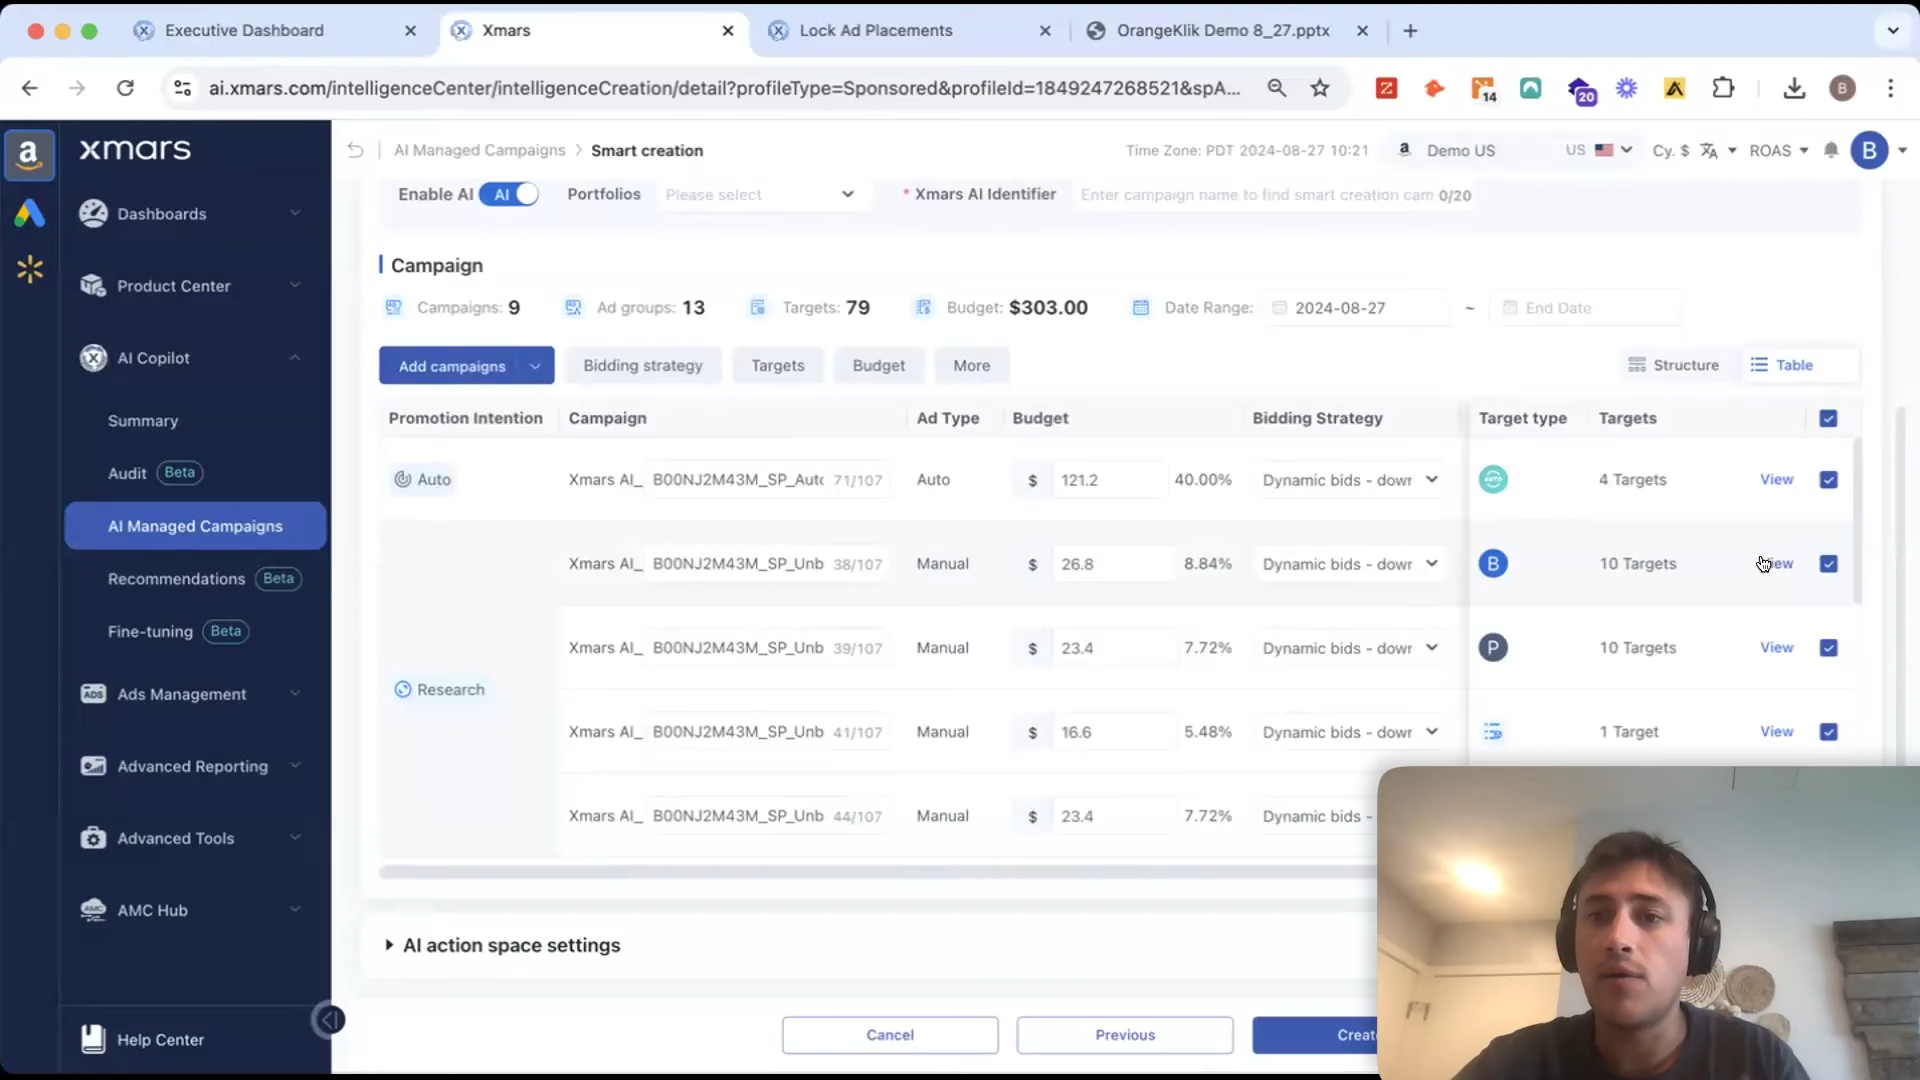 Executive Dashboard
Xmars
Lock Ad Placements
OrangeKlik Demo 8_27.pptx
ai.xmars.com/intelligenceCenter/intelligenceCreation/detail?profileType=Sponsored&profileId=1849247268521&spA...
14
20
B
xmars
AI Managed Campaigns > Smart creation
Time Zone: PDT 2024-08-27 10:21
Demo US
US
Cy. $
ROAS
B
Enable AI
AI
Portfolios
Please select
* Xmars AI Identifier
Enter campaign name to find smart creation cam 0/20
Dashboards
Product Center
AI Copilot
Summary
Audit Beta
AI Managed Campaigns
Recommendations Beta
Fine-tuning Beta
Ads Management
Advanced Reporting
Advanced Tools
AMC Hub
Help Center
Campaign
Campaigns: 9
Ad groups: 13
Targets: 79
Budget: $303.00
Date Range:
2024-08-27
~
End Date
Add campaigns
Bidding strategy
Targets
Budget
More
Structure
Table
Promotion Intention
Campaign
Ad Type
Budget
Bidding Strategy
Target type
Targets
Auto
Xmars AI_ B00NJ2M43M_SP_Auto 71/107 Auto $ 121.2 40.00% Dynamic bids - down AUTO 4 Targets View
Research
Xmars AI_ B00NJ2M43M_SP_Unb 38/107 Manual $ 26.8 8.84% Dynamic bids - down B 10 Targets View
Xmars AI_ B00NJ2M43M_SP_Unb 39/107 Manual $ 23.4 7.72% Dynamic bids - down P 10 Targets View
Xmars AI_ B00NJ2M43M_SP_Unb 41/107 Manual $ 16.6 5.48% Dynamic bids - down 1 Target View
Xmars AI_ B00NJ2M43M_SP_Unb 44/107 Manual $ 23.4 7.72% Dynamic bids -
AI action space settings
Cancel
Previous
Create